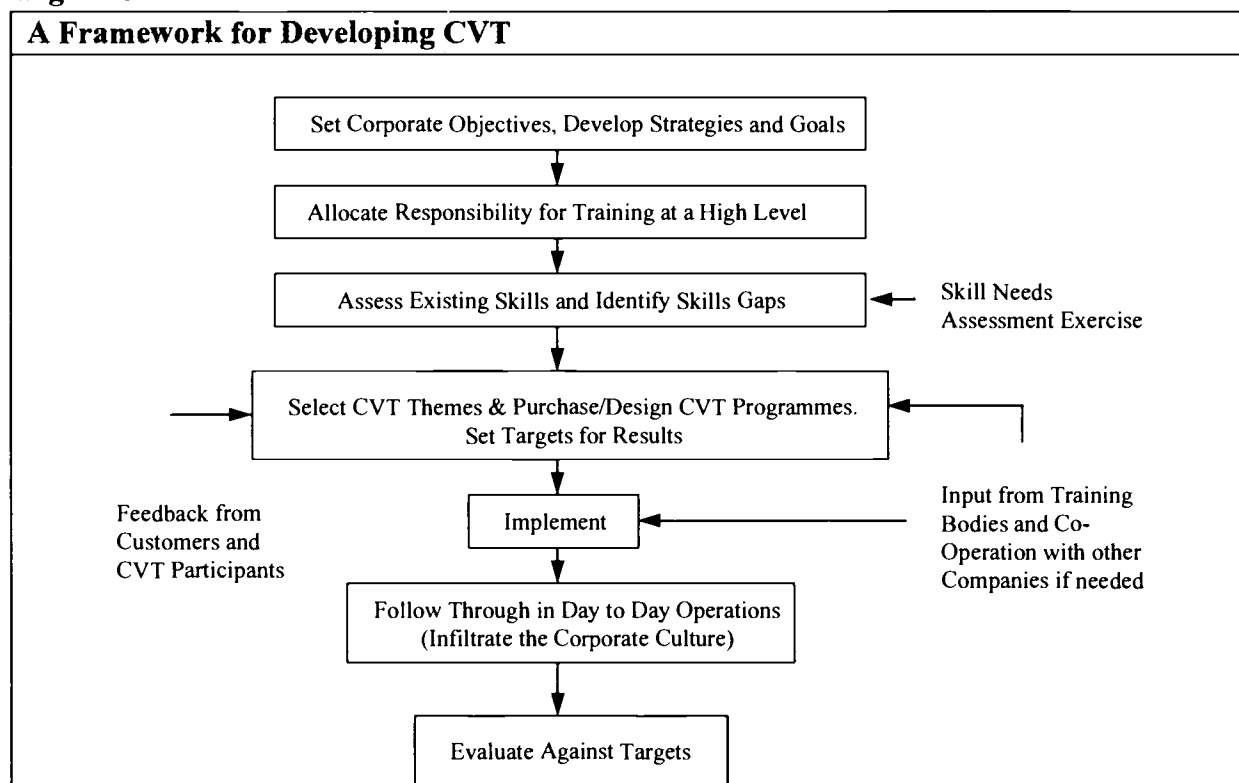 A Framework for Developing CVT
Set Corporate Objectives, Develop Strategies and Goals
Allocate Responsibility for Training at a High Level
Assess Existing Skills and Identify Skills Gaps
Skill Needs
Assessment Exercise
Select CVT Themes & Purchase/Design CVT Programmes.
Set Targets for Results
Feedback from
Customers and
CVT Participants
Implement
Input from Training
Bodies and Co-
Operation with other
Companies if needed
Follow Through in Day to Day Operations
(Infiltrate the Corporate Culture)
Evaluate Against Targets